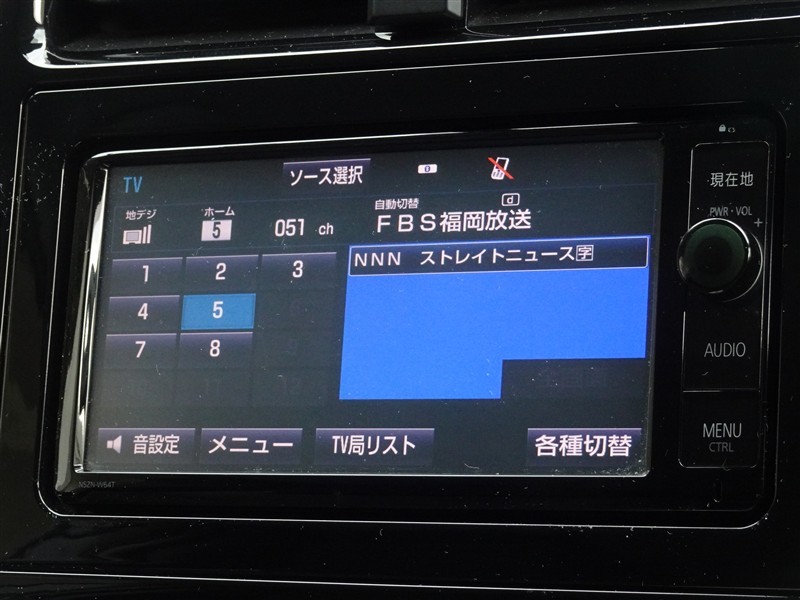 TV
ソース選択
地デジ
ホーム
5
051 ch
自動切替
d
FBS福岡放送
NNN ストレイトニュース字
1 2 3
4 5
7 8
音設定
メニュー
TV局リスト
各種切替
現在地
PWR・VOL
+
AUDIO
MENU
CTRL
NSZN-W64T